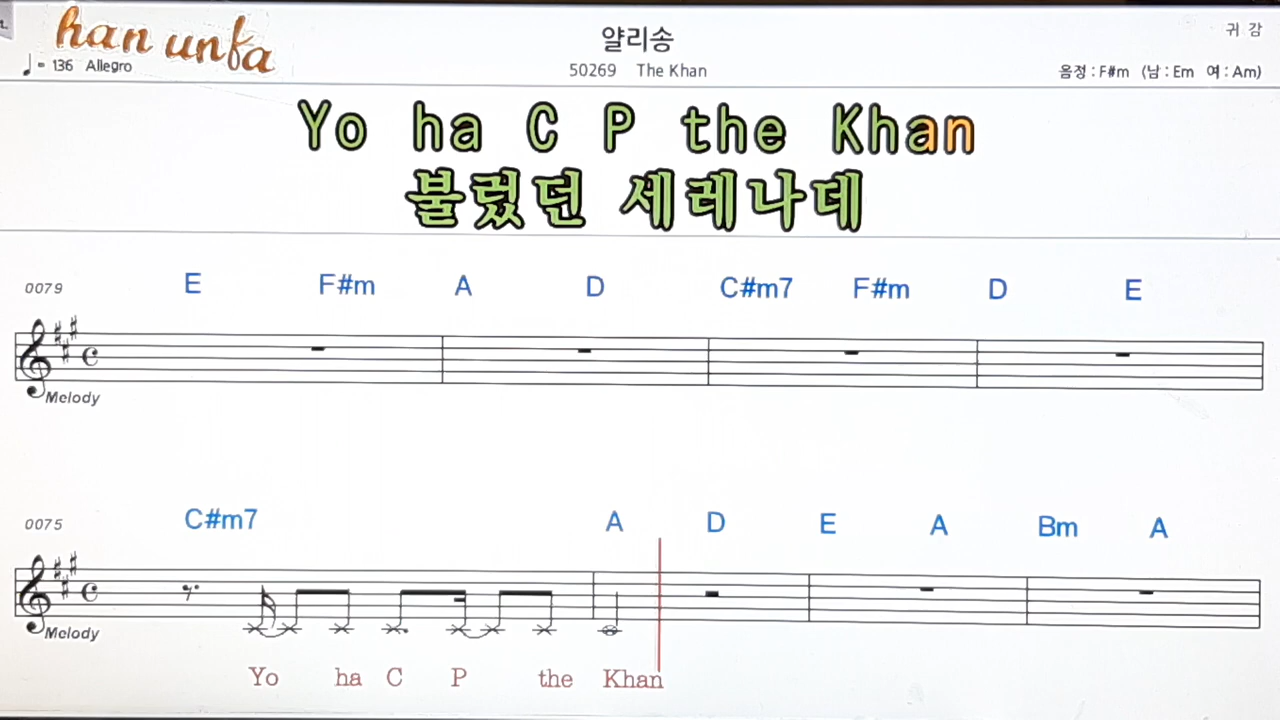 han unfa
♩= 136 Allegro
얄리송
50269 The Khan
귀 감
음정 : F#m (남 : Em 여 : Am)
Yo ha C P the Khan
불렀던 세레나데
0079 E F#m A D C#m7 F#m D E
Melody
0075 C#m7 A D E A Bm A
Melody
Yo ha C P the Khan